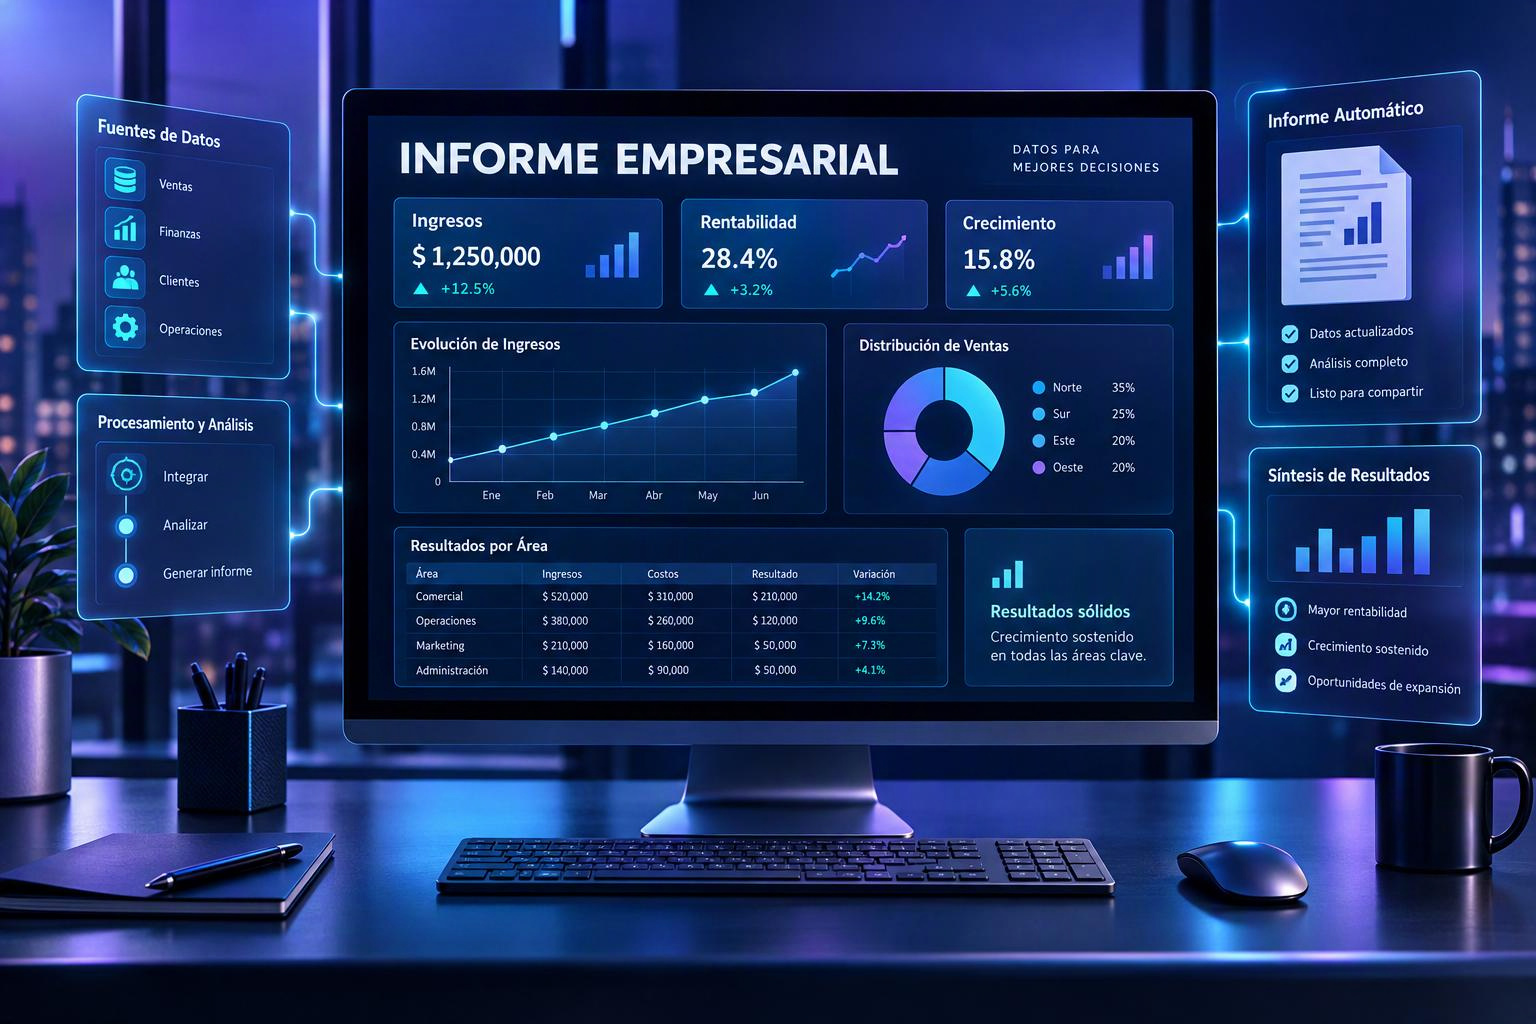 Fuentes de Datos
Ventas
Finanzas
Clientes
Operaciones
Procesamiento y Análisis
Integrar
Analizar
Generar informe
INFORME EMPRESARIAL
DATOS PARA
MEJORES DECISIONES
Ingresos
$ 1,250,000
+12.5%
Rentabilidad
28.4%
+3.2%
Crecimiento
15.8%
+5.6%
Evolución de Ingresos
1.6M
1.2M
0.8M
0.4M
0
Ene Feb Mar Abr May Jun
Distribución de Ventas
Norte 35%
Sur 25%
Este 20%
Oeste 20%
Resultados por Área
Área Ingresos Costos Resultado Variación
Comercial $ 520,000 $ 310,000 $ 210,000 +14.2%
Operaciones $ 380,000 $ 260,000 $ 120,000 +9.6%
Marketing $ 210,000 $ 160,000 $ 50,000 +7.3%
Administración $ 140,000 $ 90,000 $ 50,000 +4.1%
Resultados sólidos
Crecimiento sostenido
en todas las áreas clave.
Informe Automático
Datos actualizados
Análisis completo
Listo para compartir
Síntesis de Resultados
Mayor rentabilidad
Crecimiento sostenido
Oportunidades de expansión